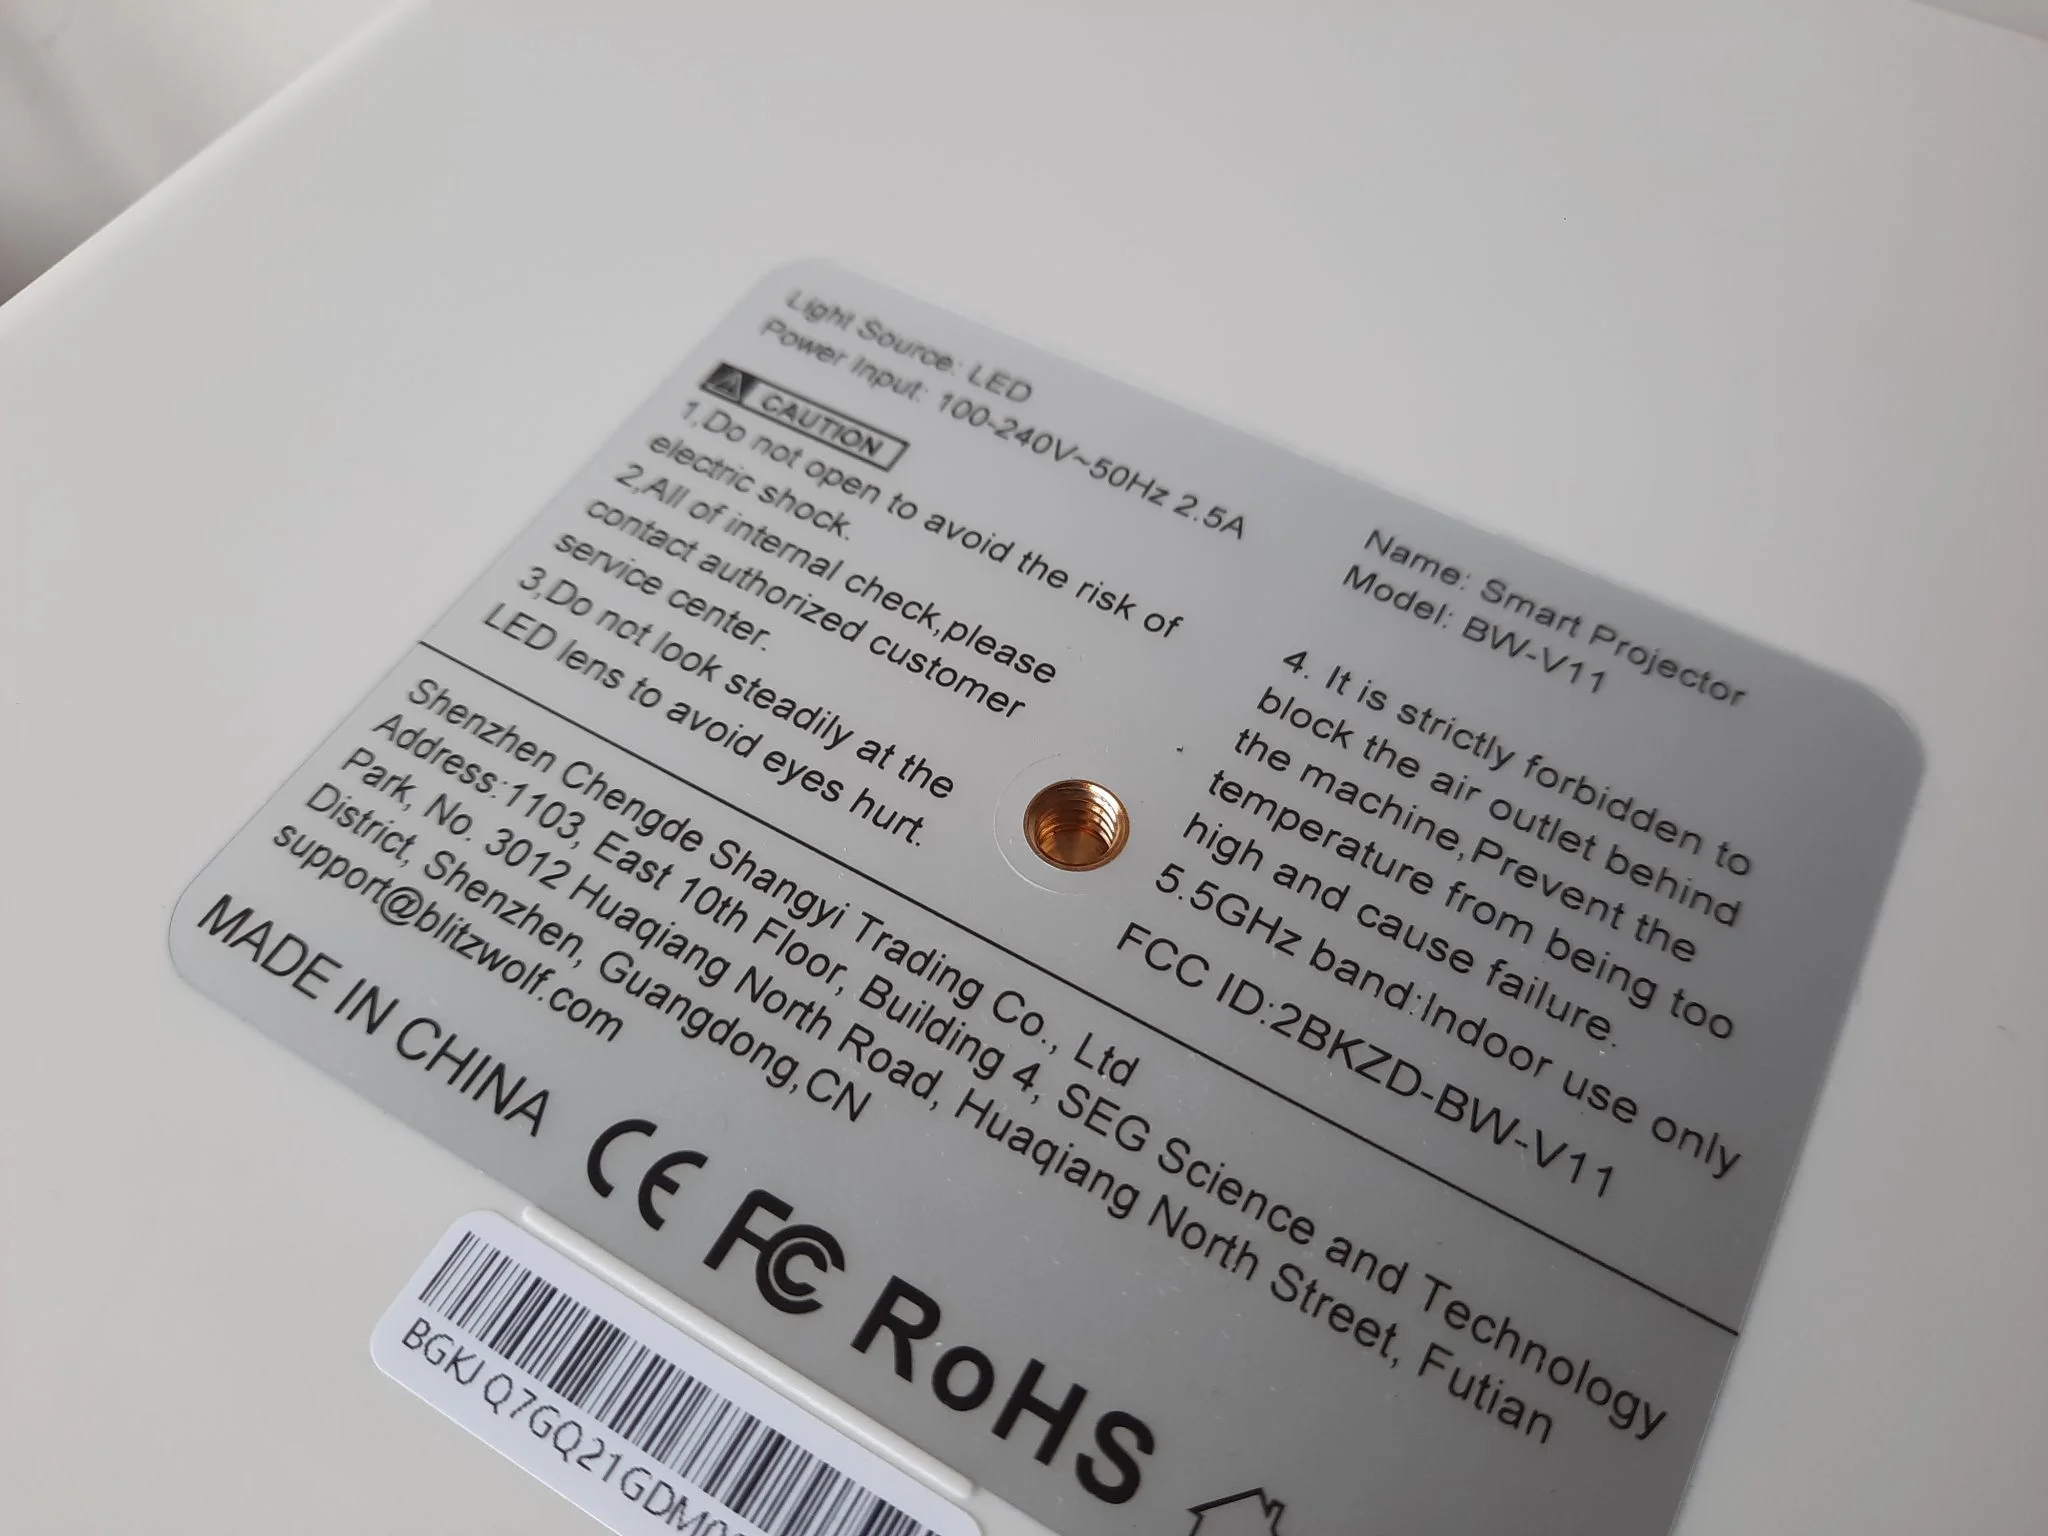 Light Source: LED
Power Input: 100-240V~50Hz 2.5A
Name: Smart Projector
Model: BW-V11
CAUTION
1,Do not open to avoid the risk of
electric shock.
2,All of internal check,please
contact authorized customer
service center.
3,Do not look steadily at the
LED lens to avoid eyes hurt.
4. It is strictly forbidden to
block the air outlet behind
the machine,Prevent the
temperature from being too
high and cause failure.
5.5GHz band:Indoor use only
FCC ID:2BKZD-BW-V11
Shenzhen Chengde Shangyi Trading Co., Ltd
Address:1103, East 10th Floor, Building 4, SEG Science and Technology
Park, No. 3012 Huaqiang North Road, Huaqiang North Street, Futian
District, Shenzhen, Guangdong,CN
support@blitzwolf.com
MADE IN CHINA
CE FC RoHS
BGKJ Q7GQ21GDM